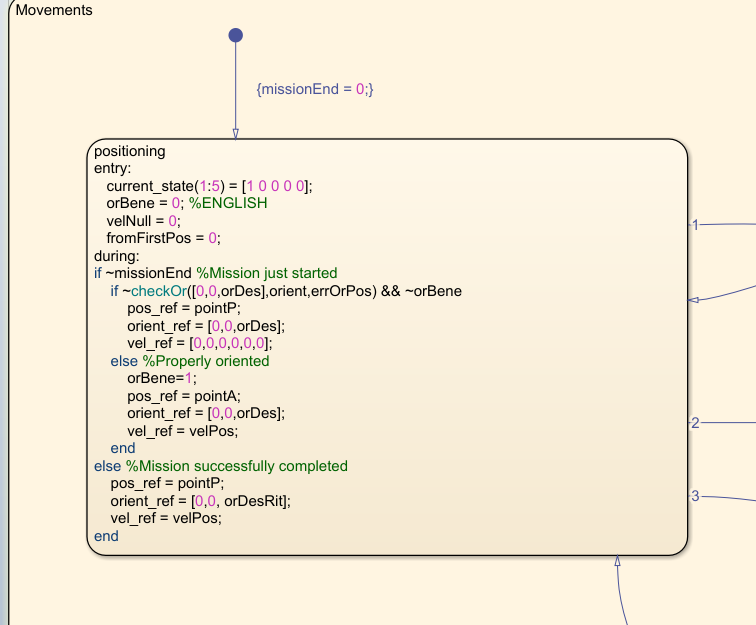 Movements
{missionEnd = 0;}
positioning
entry:
current_state(1:5) = [1 0 0 0 0];
orBene = 0; %ENGLISH
velNull = 0;
fromFirstPos = 0;
during:
if ~missionEnd %Mission just started
if ~checkOr([0,0,orDes],orient,errOrPos) && ~orBene
pos_ref = pointP;
orient_ref = [0,0,orDes];
vel_ref = [0,0,0,0,0,0];
else %Properly oriented
orBene=1;
pos_ref = pointA;
orient_ref = [0,0,orDes];
vel_ref = velPos;
end
else %Mission successfully completed
pos_ref = pointP;
orient_ref = [0,0, orDesRit];
vel_ref = velPos;
end
1
2
3